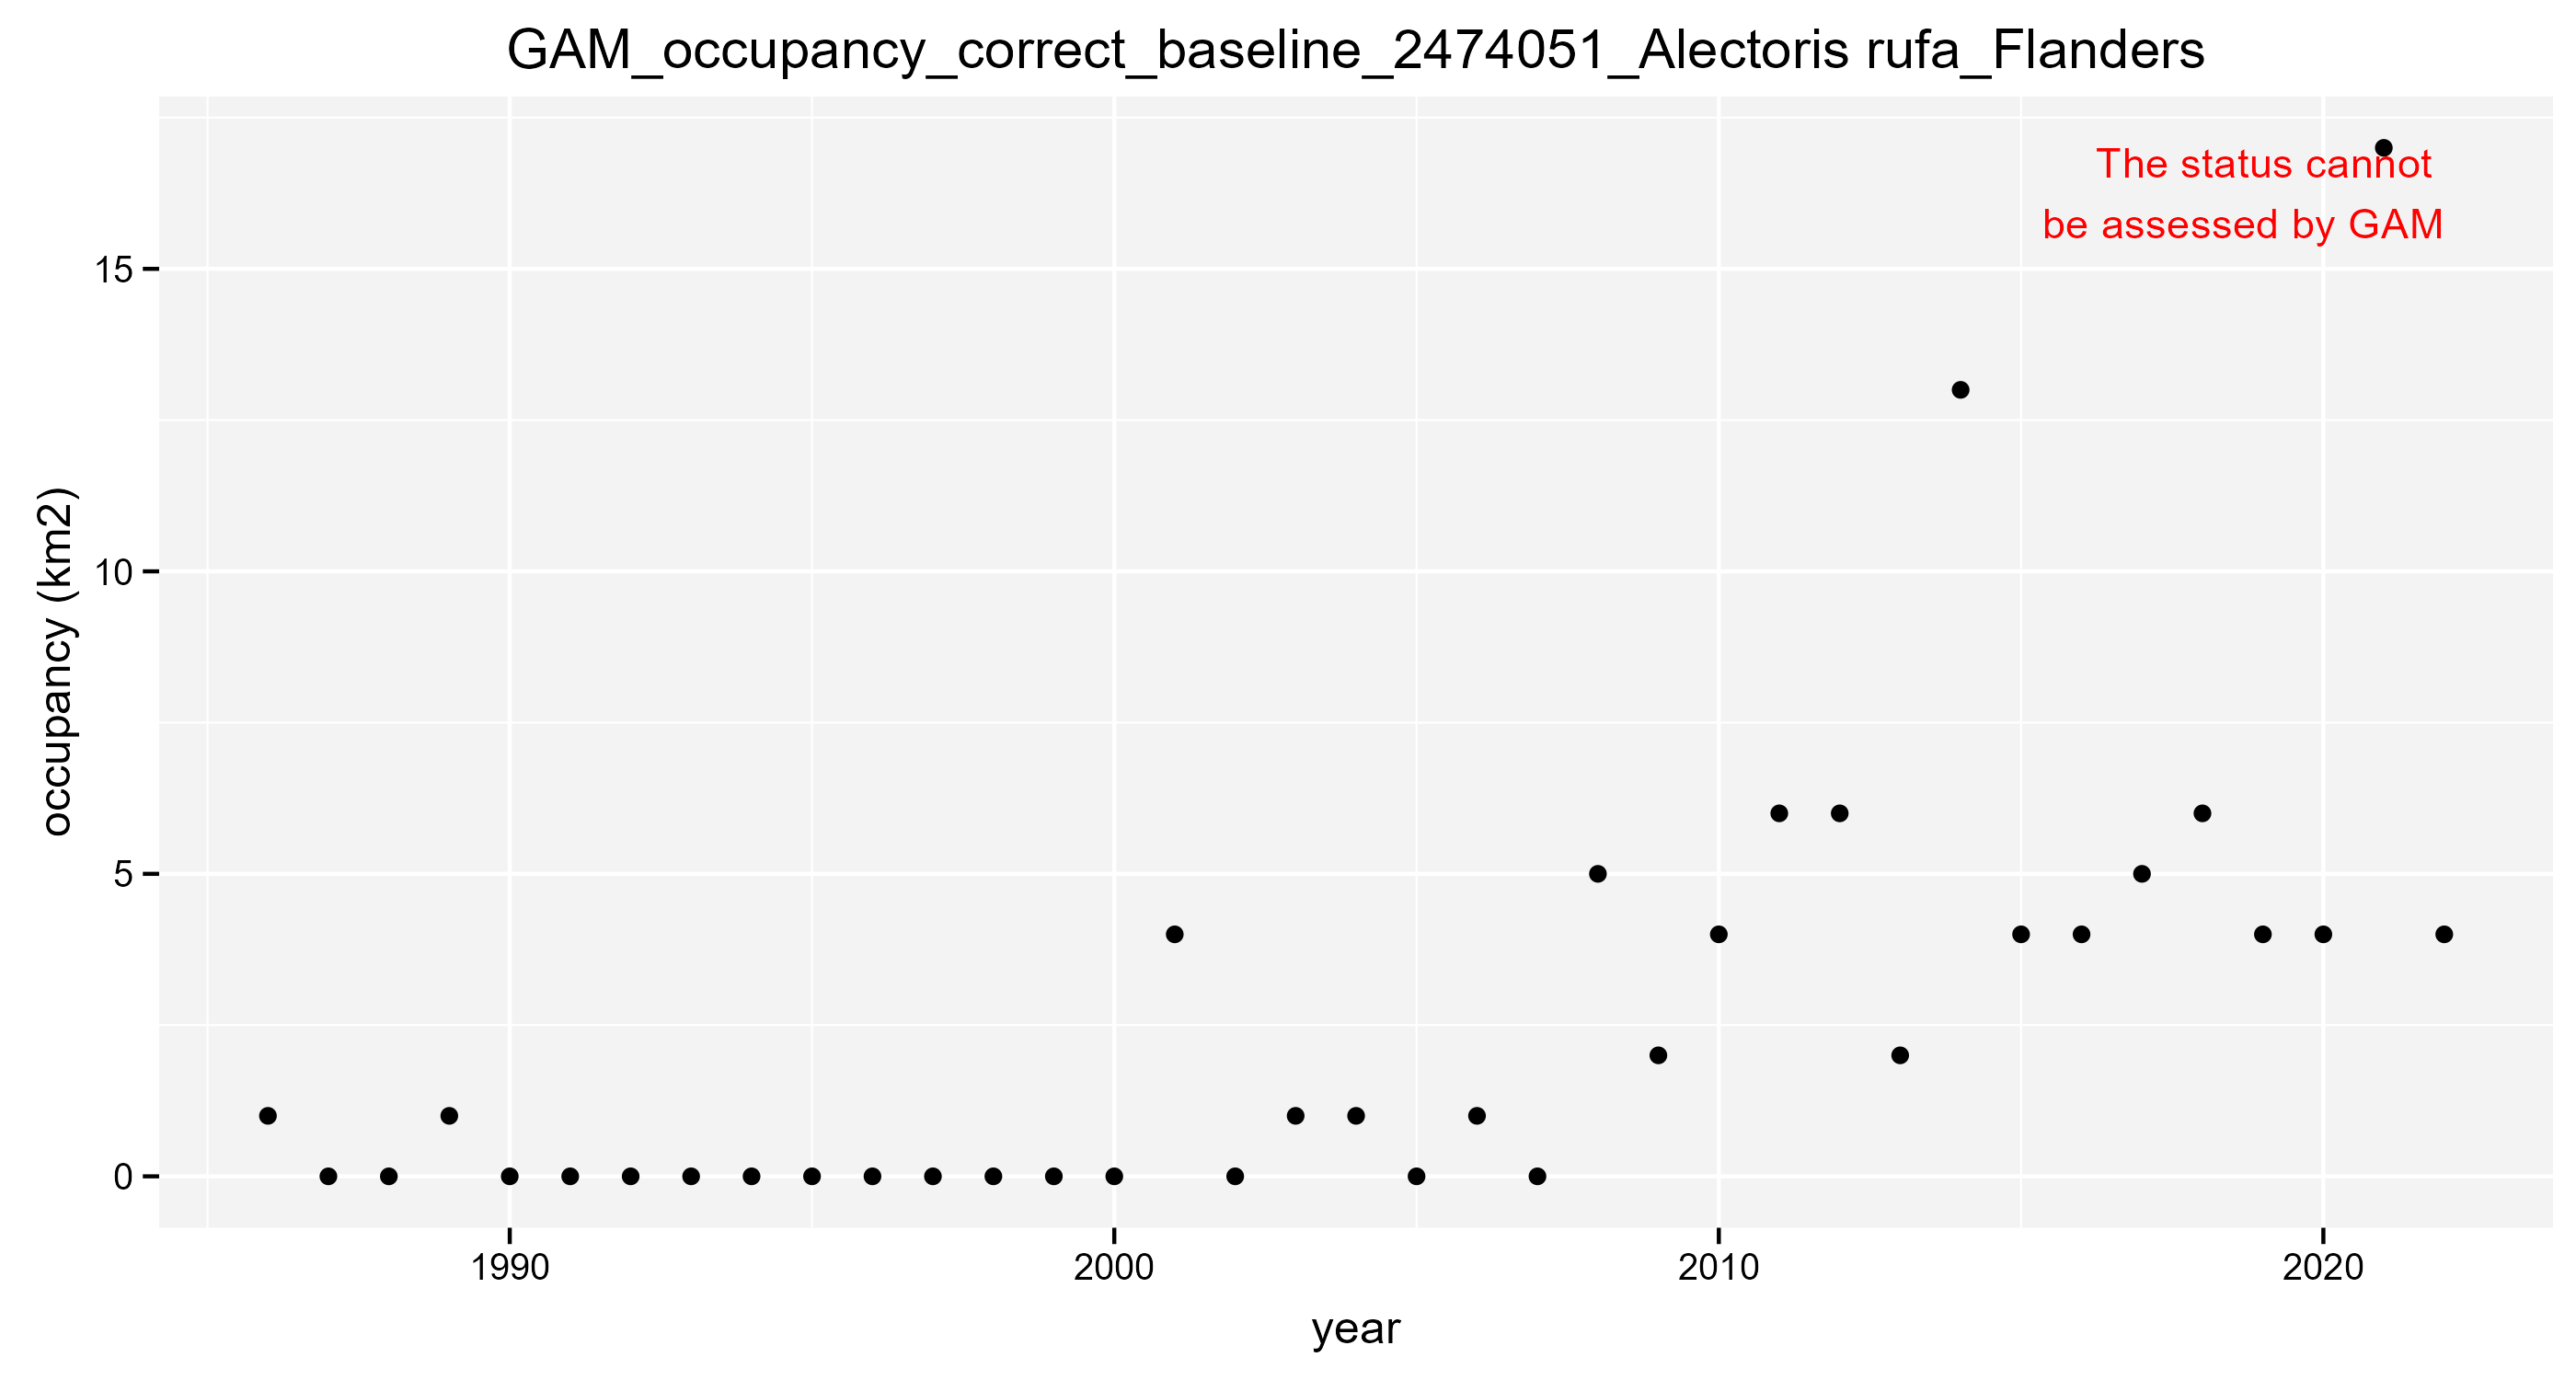 GAM_occupancy_correct_baseline_2474051_Alectoris rufa_Flanders
The status cannot
be assessed by GAM
occupancy (km2)
15
10
5
0
1990
2000
2010
2020
year